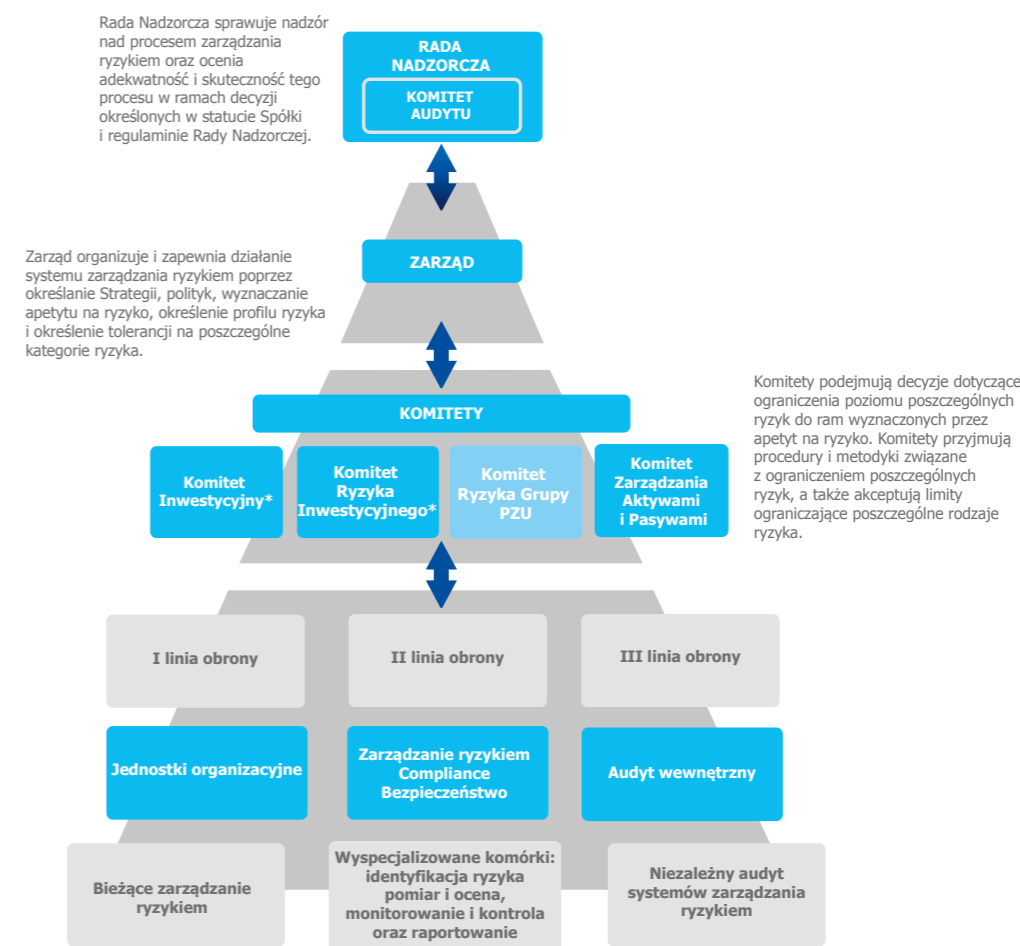 Rada Nadzorcza sprawuje nadzór
nad procesem zarządzania
ryzykiem oraz ocenia
adekwatność i skuteczność tego
procesu w ramach decyzji
określonych w statucie Spółki
i regulaminie Rady Nadzorczej.
RADA
NADZORCZA
KOMITET
AUDYTU
ZARZĄD
Zarząd organizuje i zapewnia działanie
systemu zarządzania ryzykiem poprzez
określanie Strategii, polityk, wyznaczanie
apetytu na ryzyko, określenie profilu ryzyka
i określenie tolerancji na poszczególne
kategorie ryzyka.
KOMITETY
Komitet
Inwestycyjny*
Komitet
Ryzyka
Inwestycyjnego*
Komitet
Ryzyka Grupy
PZU
Komitet
Zarządzania
Aktywami
i Pasywami
Komitety podejmują decyzje dotyczące
ograniczenia poziomu poszczególnych
ryzyk do ram wyznaczonych przez
apetyt na ryzyko. Komitety przyjmują
procedury i metodyki związane
z ograniczeniem poszczególnych
ryzyk, a także akceptują limity
ograniczające poszczególne rodzaje
ryzyka.
I linia obrony
II linia obrony
III linia obrony
Jednostki organizacyjne
Zarządzanie ryzykiem
Compliance
Bezpieczeństwo
Audyt wewnętrzny
Bieżące zarządzanie
ryzykiem
Wyspecjalizowane komórki:
identyfikacja ryzyka
pomiar i ocena,
monitorowanie i kontrola
oraz raportowanie
Niezależny audyt
systemów zarządzania
ryzykiem